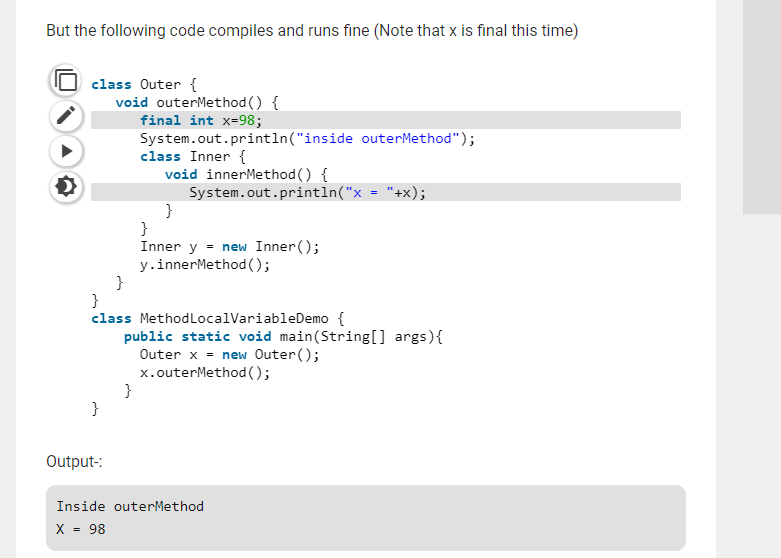 But the following code compiles and runs fine (Note that x is final this time)
class Outer {
void outerMethod() {
final int x=98;
System.out.println("inside outerMethod");
class Inner {
void innerMethod() {
System.out.println("x = "+x);
}
}
Inner y = new Inner();
y.innerMethod();
}
}
class MethodLocalVariableDemo {
public static void main(String[] args){
Outer x = new Outer();
x.outerMethod();
}
}
Output-:
Inside outerMethod
X = 98